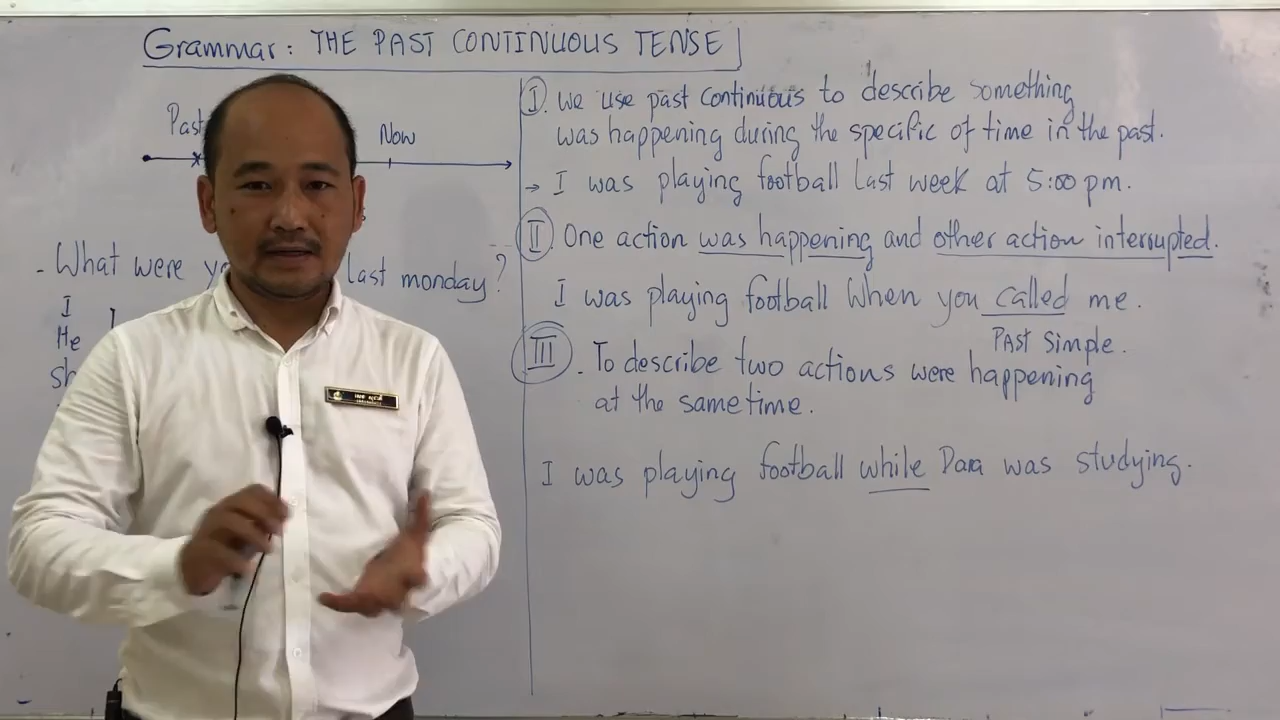 Grammar: THE PAST CONTINUOUS TENSE
Past
Now
- What were last monday?
I
He
I. we use past continuous to describe something
was happening during the specific of time in the past.
→ I was playing football last week at 5:00 pm.
II. One action was happening and other action interrupted.
I was playing football When you called me.
Past Simple.
III. To describe two actions were happening
at the same time.
I was playing football while Dara was studying.